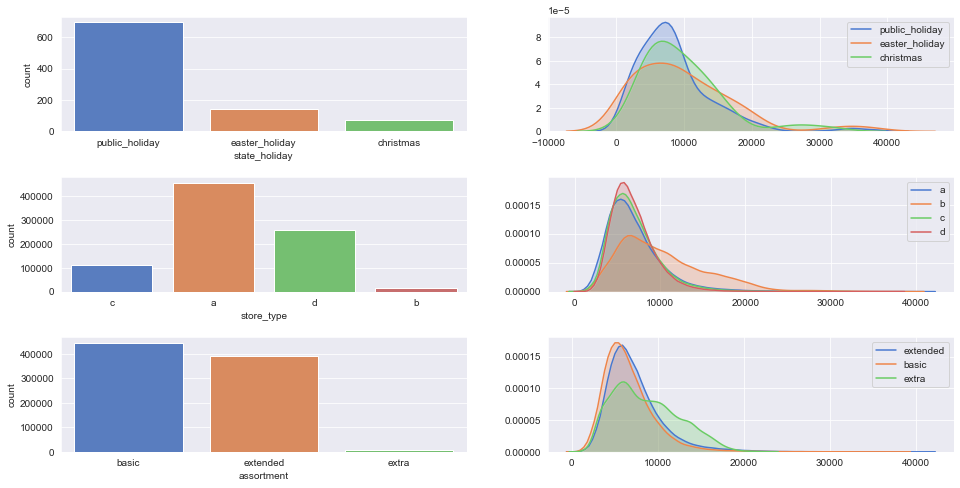 600
400
200
0
count
public_holiday easter_holiday christmas
state_holiday
1e−5
8
6
4
2
0
−10000 0 10000 20000 30000 40000
public_holiday
easter_holiday
christmas
400000
300000
200000
100000
0
count
c a d b
store_type
0.00015
0.00010
0.00005
0.00000
0 10000 20000 30000 40000
a
b
c
d
400000
300000
200000
100000
0
count
basic extended extra
assortment
0.00015
0.00010
0.00005
0.00000
0 10000 20000 30000 40000
extended
basic
extra